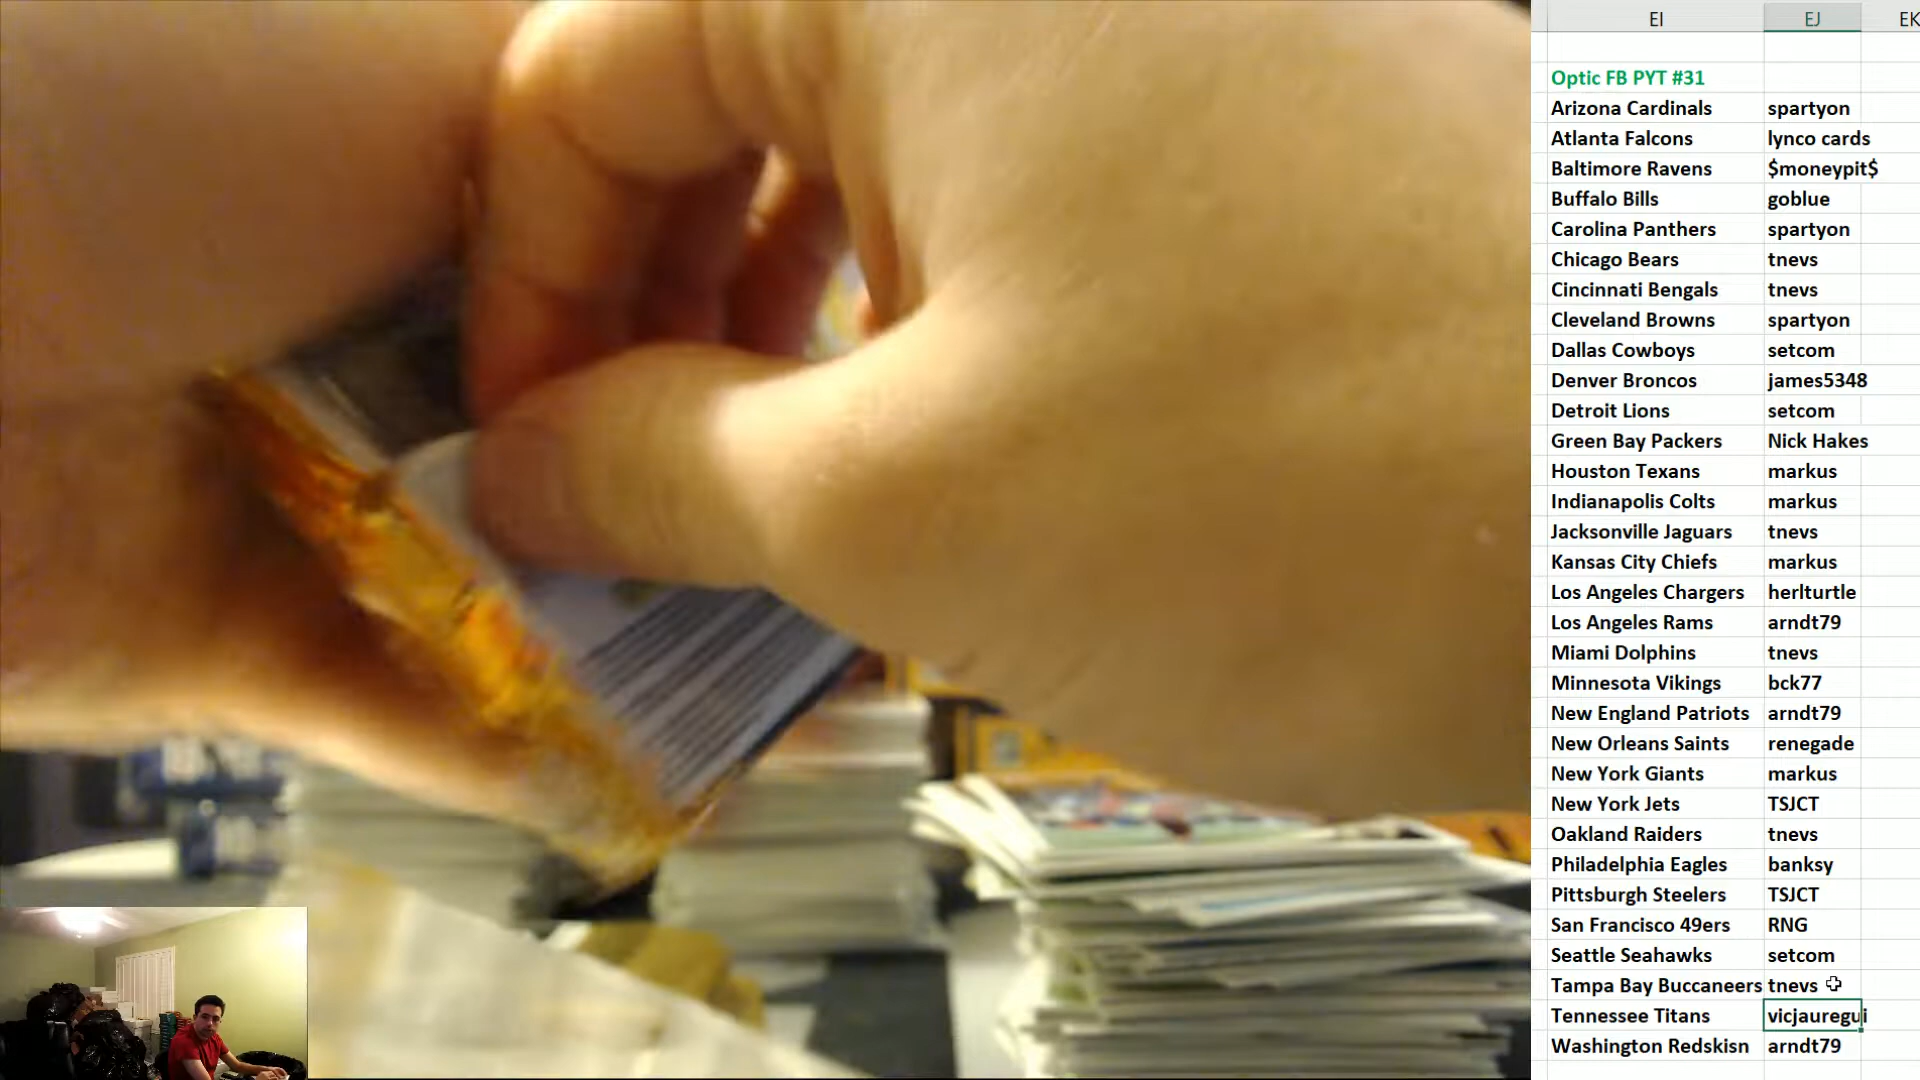 EI EJ EK
Optic FB PYT #31
Arizona Cardinals spartyon
Atlanta Falcons lynco cards
Baltimore Ravens $moneypit$
Buffalo Bills goblue
Carolina Panthers spartyon
Chicago Bears tnevs
Cincinnati Bengals tnevs
Cleveland Browns spartyon
Dallas Cowboys setcom
Denver Broncos james5348
Detroit Lions setcom
Green Bay Packers Nick Hakes
Houston Texans markus
Indianapolis Colts markus
Jacksonville Jaguars tnevs
Kansas City Chiefs markus
Los Angeles Chargers herlturtle
Los Angeles Rams arndt79
Miami Dolphins tnevs
Minnesota Vikings bck77
New England Patriots arndt79
New Orleans Saints renegade
New York Giants markus
New York Jets TSJCT
Oakland Raiders tnevs
Philadelphia Eagles banksy
Pittsburgh Steelers TSJCT
San Francisco 49ers RNG
Seattle Seahawks setcom
Tampa Bay Buccaneers tnevs
Tennessee Titans vicjauregui
Washington Redskisn arndt79